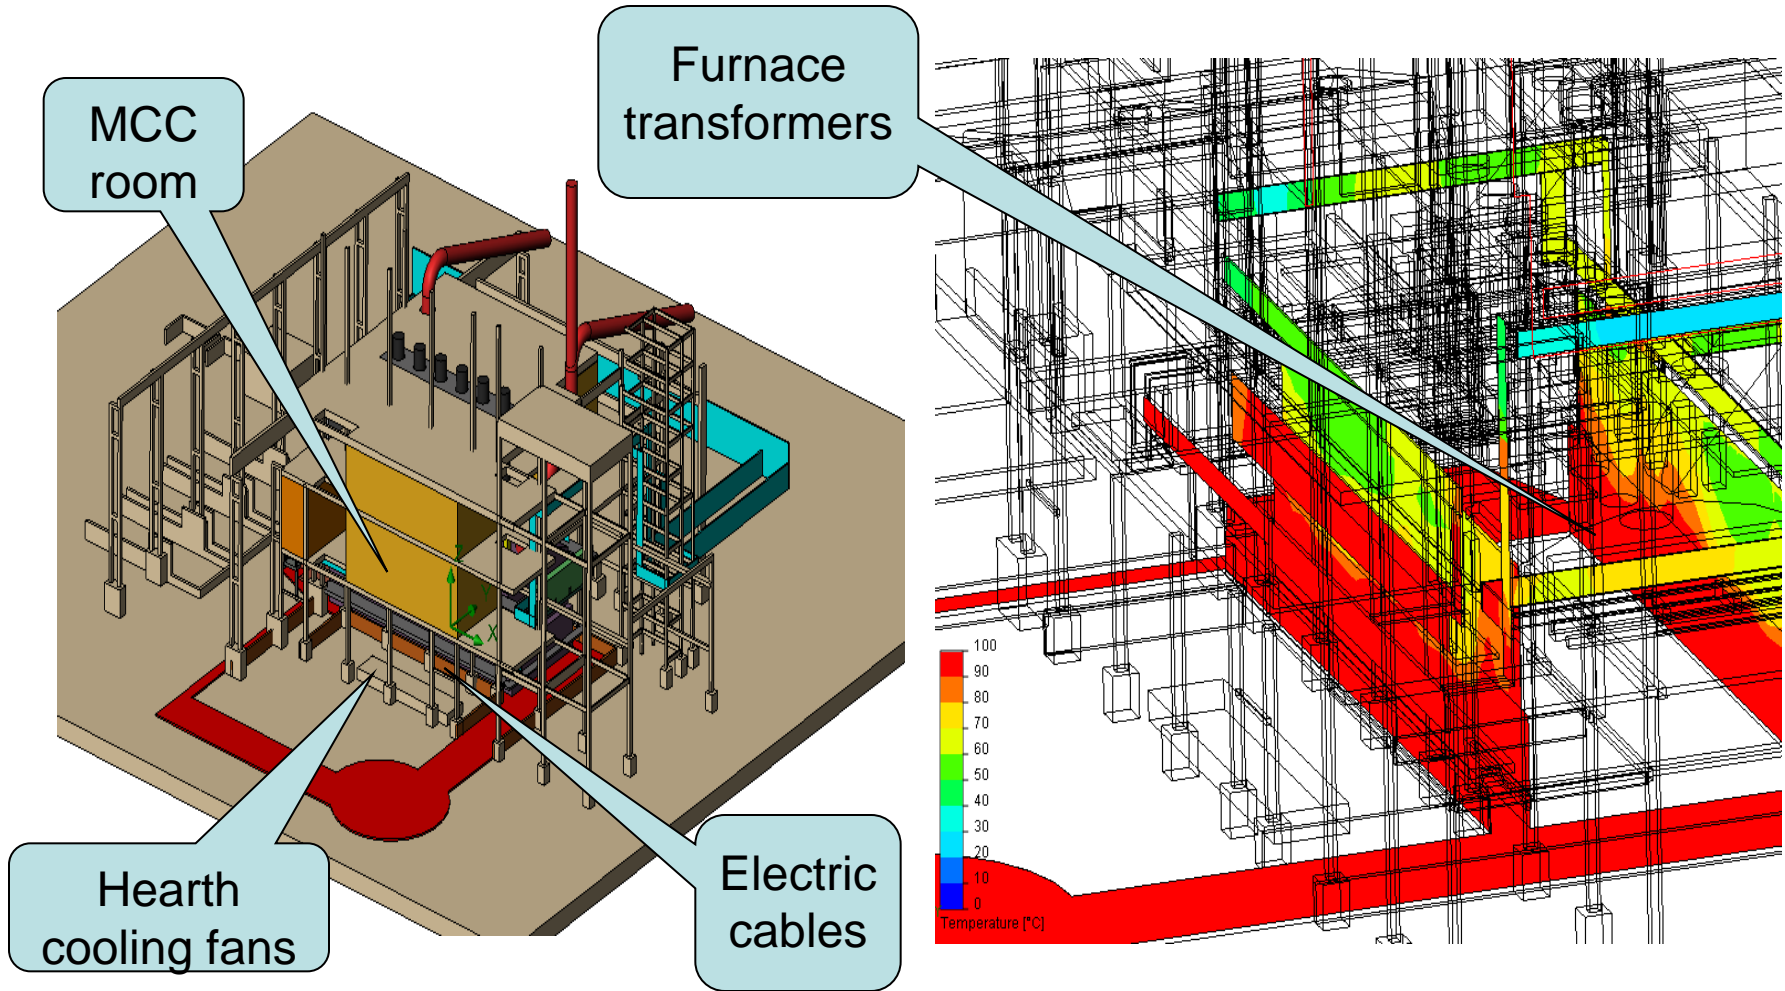 MCC
room
Furnace
transformers
Hearth
cooling fans
Electric
cables
Y
X
100
90
80
70
60
50
40
30
20
10
0
Temperature [°C]